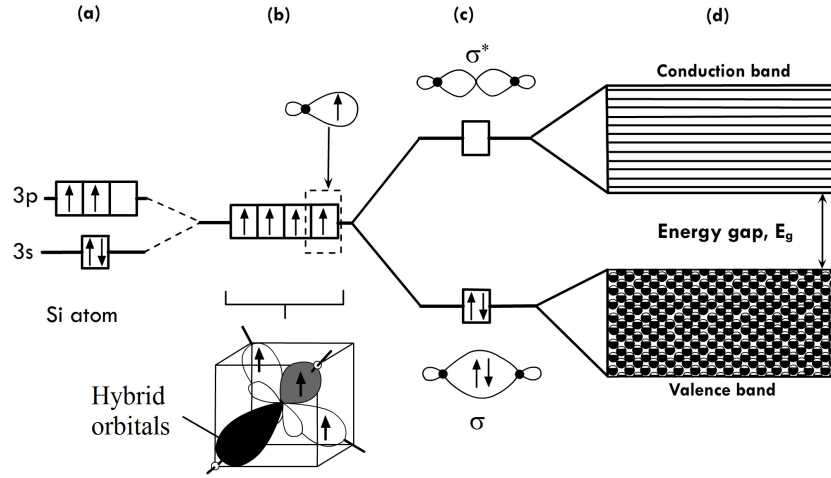 (a)
(b)
(c)
(d)
σ*
Conduction band
3p
3s
Energy gap, Eg
Si atom
Hybrid
orbitals
σ
Valence band